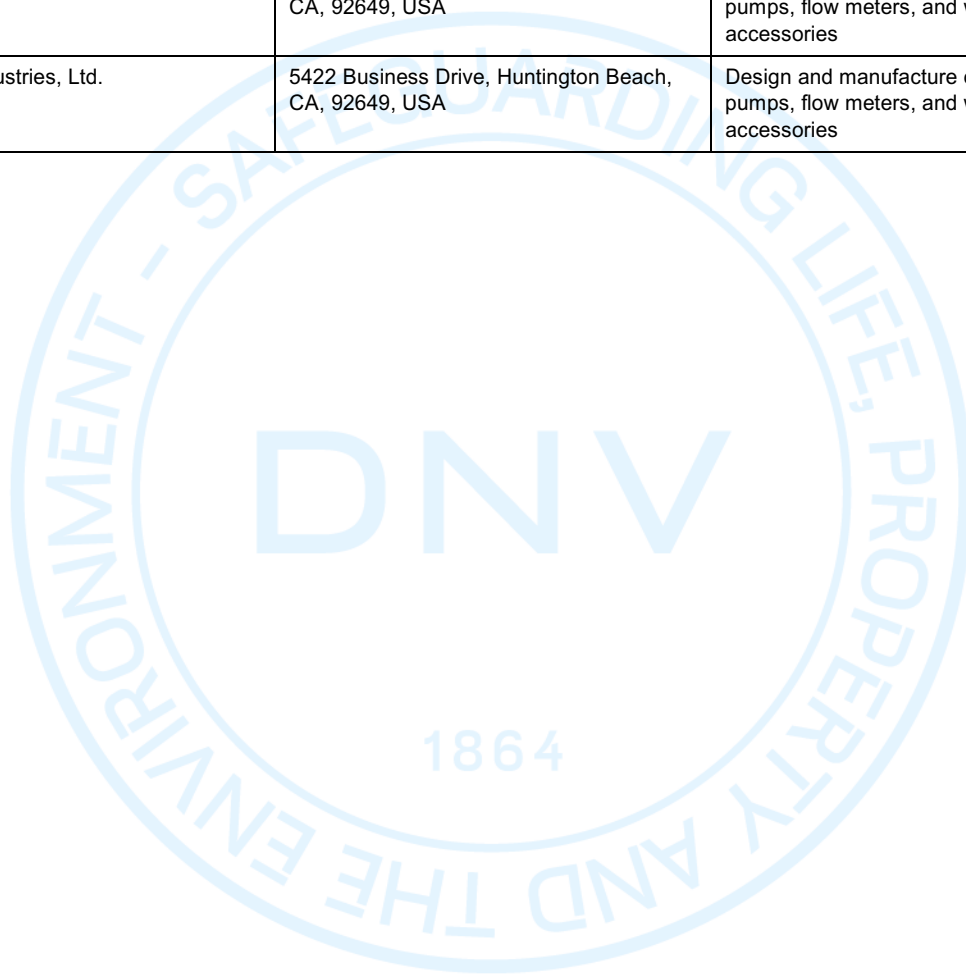 CA, 92649, USA
pumps, flow meters, and
accessories
ustries, Ltd.
5422 Business Drive, Huntington Beach,
CA, 92649, USA
Design and manufacture
pumps, flow meters, and
accessories
SAFEGUARDING LIFE, PROPERTY AND THE ENVIRONMENT -
DNV
1864